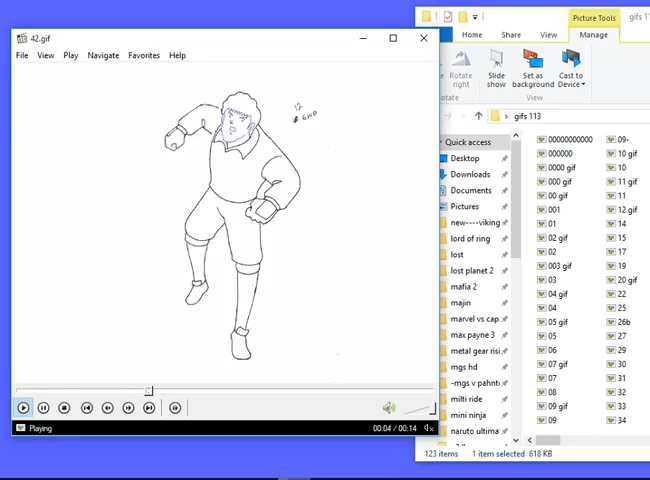 42.gif
File View Play Navigate Favorites Help
12
END
Playing
00:04 / 00:14
Picture Tools
gifs 11
Home Share View Manage
Rotate right
Slide show
Set as background
Cast to Device
View
gifs 113
Quick access
Desktop
Downloads
Documents
Pictures
new----viking
lord of ring
lost
lost planet 2
mafia 2
majin
marvel vs cap
max payne 3
metal gear risi
mgs hd
-mgs v pahnt
milti ride
mini ninja
naruto ultima
00000000000
000000
0000 gif
000 gif
00 gif
001
01
02 gif
02
003 gif
03
04 gif
04
05 gif
05
06
07 gif
07
08
09 gif
09
09-
10 gif
10
11 gif
11
12 gif
14
15
17
19
20 gif
22
25
26b
27
29
30
31
32
33
34
123 items 1 item selected 618 KB